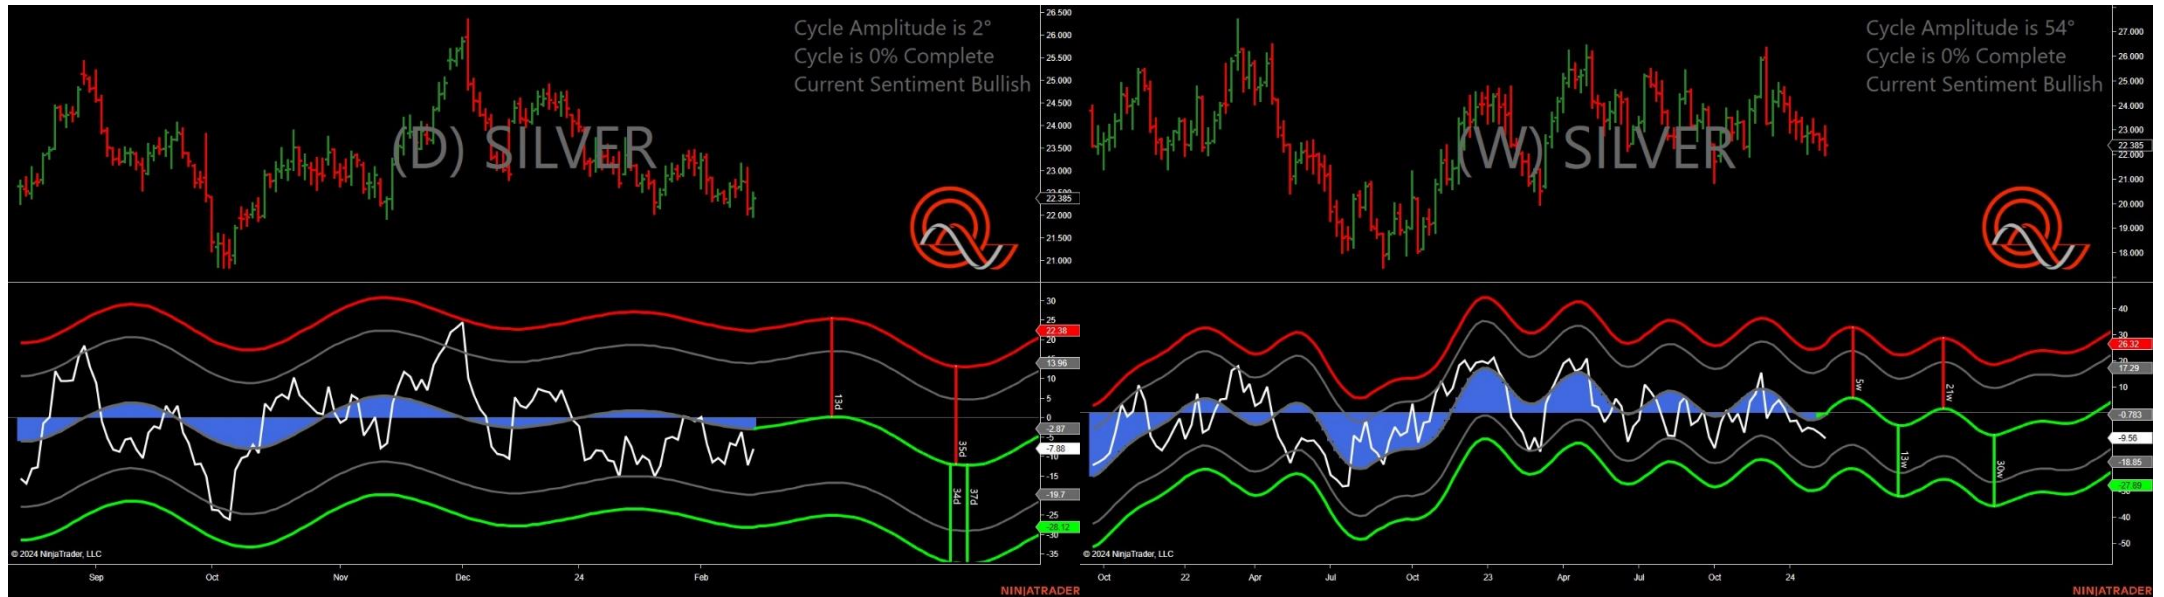 Cycle Amplitude is 2°
Cycle is 0% Complete
Current Sentiment Bullish
(D) SILVER
26.500
26.000
25.500
25.000
24.500
24.000
23.500
23.000
22.385
22.000
21.500
21.000
30
25
22.38
20
13.96
10
5
0
-2.87
-5
-7.88
-10
-15
-19.7
-25
-28.12
-30
-35
13d
35d
34d
37d
© 2024 NinjaTrader, LLC
Sep
Oct
Nov
Dec
24
Feb
NINJATRADER
Cycle Amplitude is 54°
Cycle is 0% Complete
Current Sentiment Bullish
(W) SILVER
27.000
26.000
25.000
24.000
23.000
22.385
22.000
21.000
20.000
19.000
18.000
40
30
26.32
20
17.29
10
-0.783
-9.56
-18.85
-27.89
-40
-50
5w
21w
13w
30w
© 2024 NinjaTrader, LLC
Oct
22
Apr
Jul
Oct
23
Apr
Jul
Oct
24
NINJATRADER